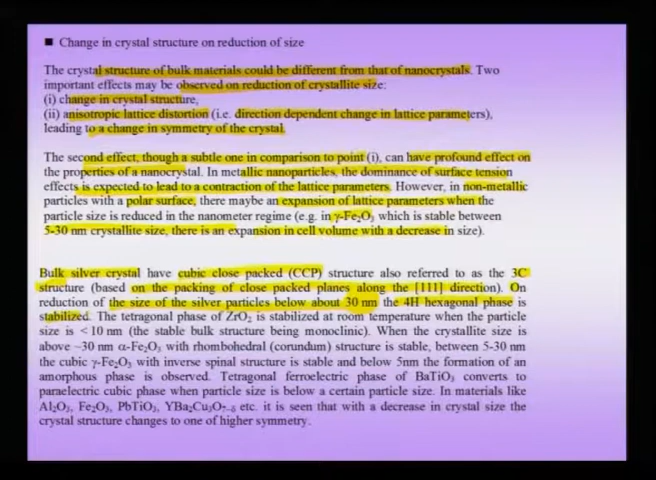 ■ Change in crystal structure on reduction of size
The crystal structure of bulk materials could be different from that of nanocrystals. Two
important effects may be observed on reduction of crystallite size:
(i) change in crystal structure,
(ii) anisotropic lattice distortion (i.e. direction dependent change in lattice parameters),
leading to a change in symmetry of the crystal.
The second effect, though a subtle one in comparison to point (i), can have profound effect on
the properties of a nanocrystal. In metallic nanoparticles, the dominance of surface tension
effects is expected to lead to a contraction of the lattice parameters. However, in non-metallic
particles with a polar surface, there maybe an expansion of lattice parameters when the
particle size is reduced in the nanometer regime (e.g. in γ-Fe₂O₃ which is stable between
5-30 nm crystallite size, there is an expansion in cell volume with a decrease in size).
Bulk silver crystal have cubic close packed (CCP) structure also referred to as the 3C
structure (based on the packing of close packed planes along the [111] direction). On
reduction of the size of the silver particles below about 30 nm the 4H hexagonal phase is
stabilized. The tetragonal phase of ZrO₂ is stabilized at room temperature when the particle
size is < 10 nm (the stable bulk structure being monoclinic). When the crystallite size is
above ~30 nm α-Fe₂O₃ with rhombohedral (corundum) structure is stable, between 5-30 nm
the cubic γ-Fe₂O₃ with inverse spinal structure is stable and below 5nm the formation of an
amorphous phase is observed. Tetragonal ferroelectric phase of BaTiO₃ converts to
paraelectric cubic phase when particle size is below a certain particle size. In materials like
Al₂O₃, Fe₂O₃, PbTiO₃, YBa₂Cu₃O₇₋δ etc. it is seen that with a decrease in crystal size the
crystal structure changes to one of higher symmetry.